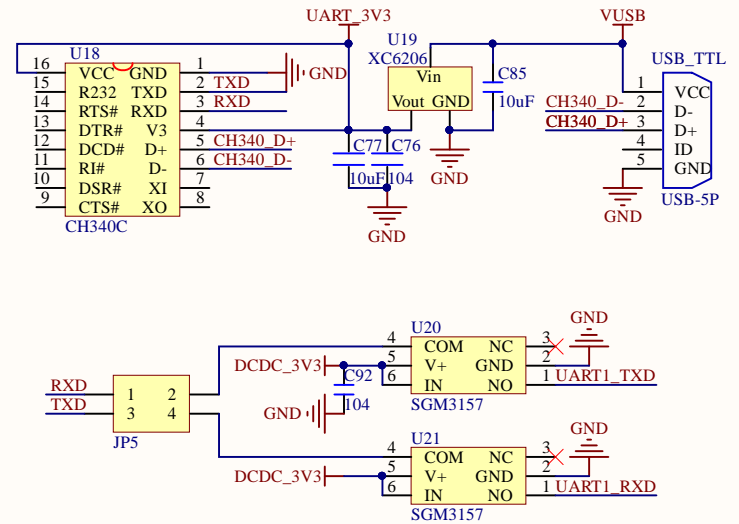 UART_3V3
VUSB
U18
U19
XC6206
USB_TTL
16 VCC GND 1 GND
15 R232 TXD 2 TXD
14 RTS# RXD 3 RXD
13 DTR# V3 4
12 DCD# D+ 5 CH340_D+
11 RI# D- 6 CH340_D-
10 DSR# XI 7
9 CTS# XO 8
CH340C
Vin
Vout GND
C85
10uF
GND
C77 C76
10uF 104
GND
1 VCC
CH340_D- 2 D-
CH340_D+ 3 D+
4 ID
5 GND
GND
USB-5P
U20
GND
4 COM NC 3
DCDC_3V3 5 V+ GND 2
6 IN NO 1 UART1_TXD
SGM3157
C92
104
GND
RXD 1 2
TXD 3 4
JP5
U21
GND
4 COM NC 3
DCDC_3V3 5 V+ GND 2
6 IN NO 1 UART1_RXD
SGM3157